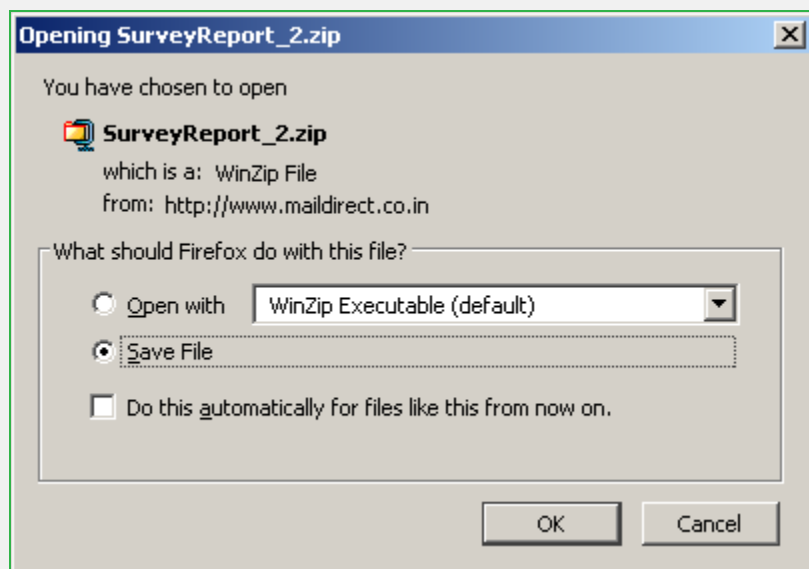 Opening SurveyReport_2.zip
You have chosen to open
SurveyReport_2.zip
which is a: WinZip File
from: http://www.maildirect.co.in
What should Firefox do with this file?
Open with WinZip Executable (default)
Save File
Do this automatically for files like this from now on.
OK Cancel